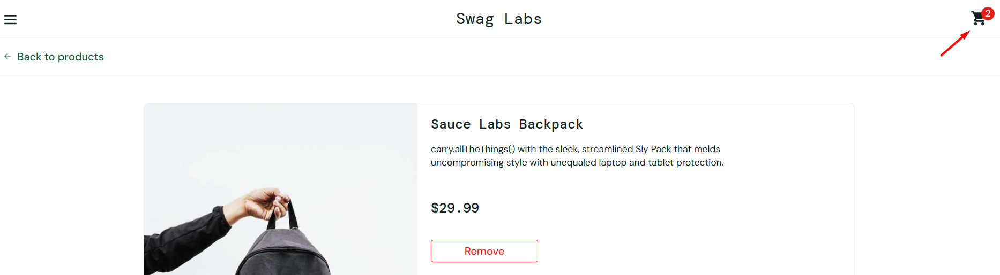 Swag Labs
2
Back to products
Sauce Labs Backpack
carry.allTheThings() with the sleek, streamlined Sly Pack that melds
uncompromising style with unequaled laptop and tablet protection.
$29.99
Remove